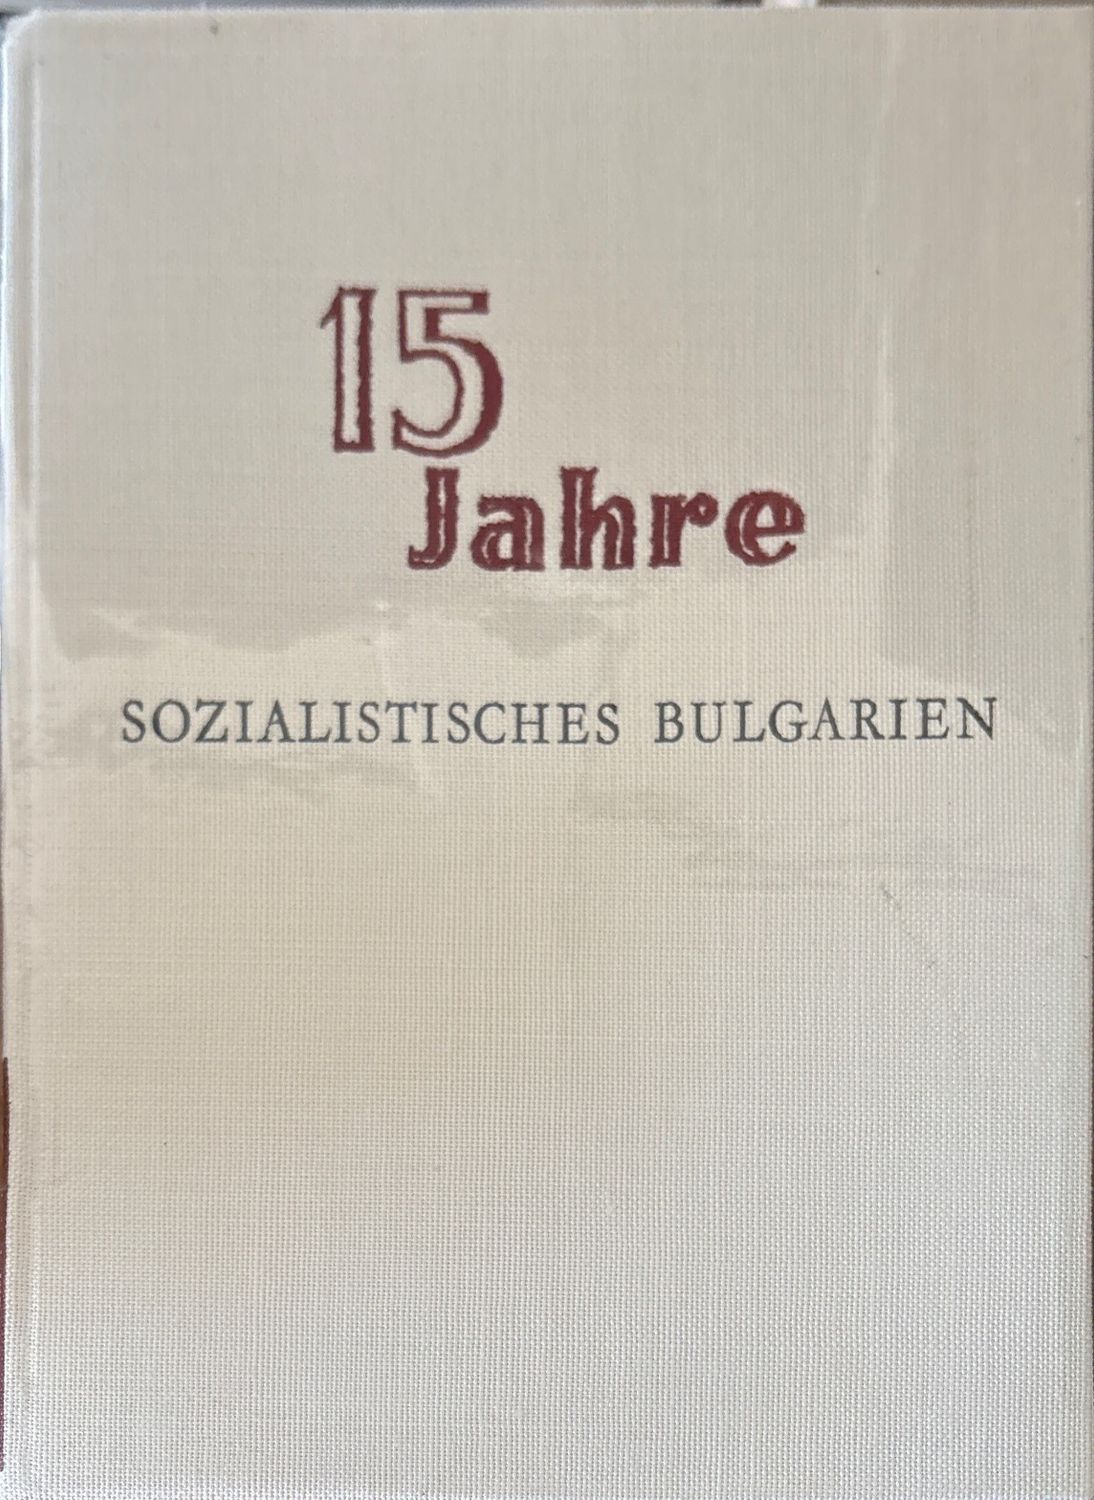 15
Jahre
SOZIALISTISCHES BULGARIEN